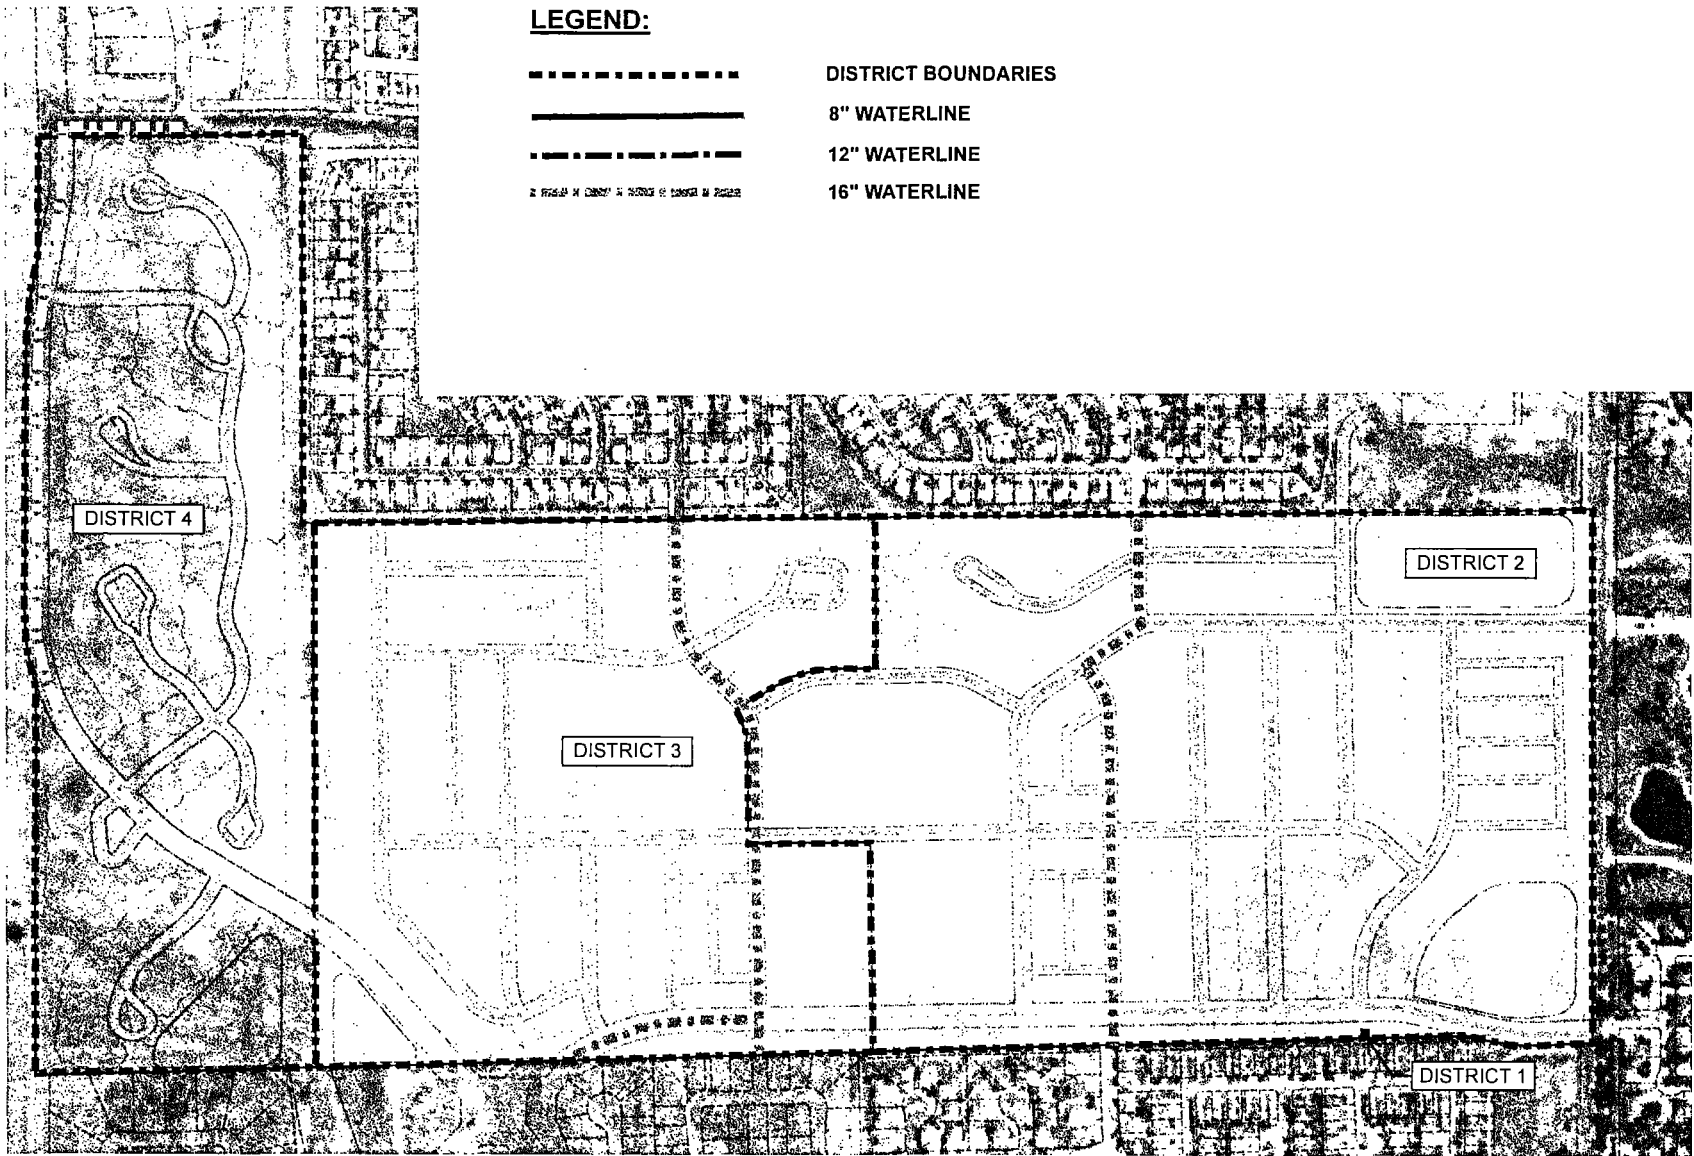 LEGEND:
DISTRICT BOUNDARIES
8" WATERLINE
12" WATERLINE
16" WATERLINE
DISTRICT 4
DISTRICT 2
DISTRICT 3
DISTRICT 1